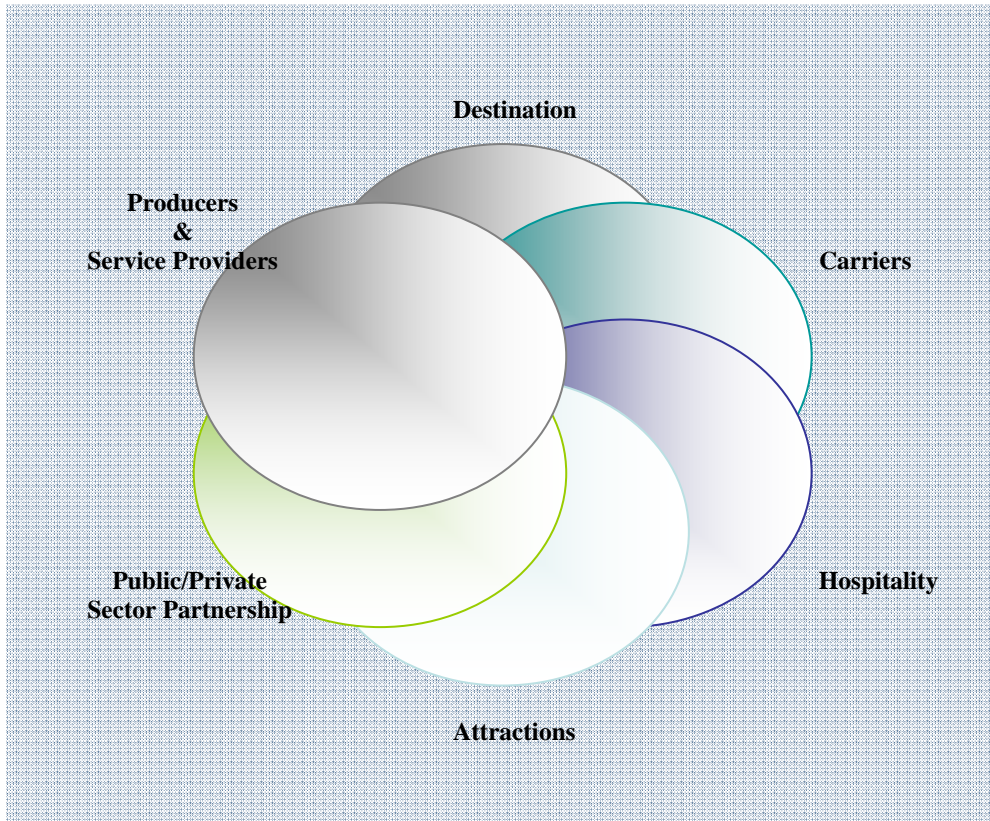 Destination
Producers
&
Service Providers
Carriers
Public/Private
Sector Partnership
Hospitality
Attractions